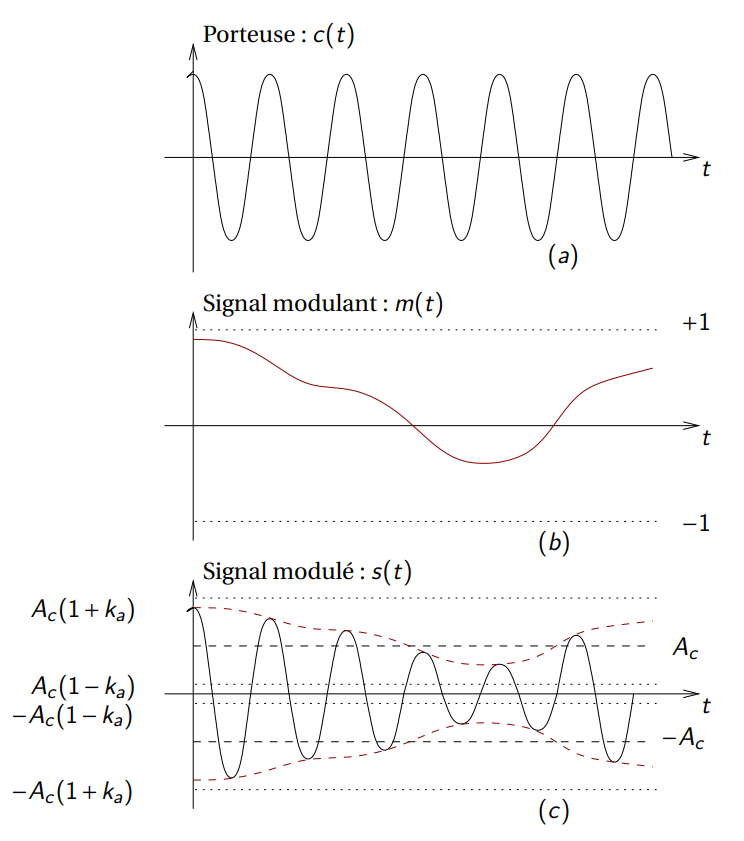 Porteuse : c(t)
t
(a)
Signal modulant : m(t)
+1
t
−1
(b)
Signal modulé : s(t)
A_c(1+k_a)
A_c
A_c(1−k_a)
t
−A_c(1−k_a)
−A_c
−A_c(1+k_a)
(c)